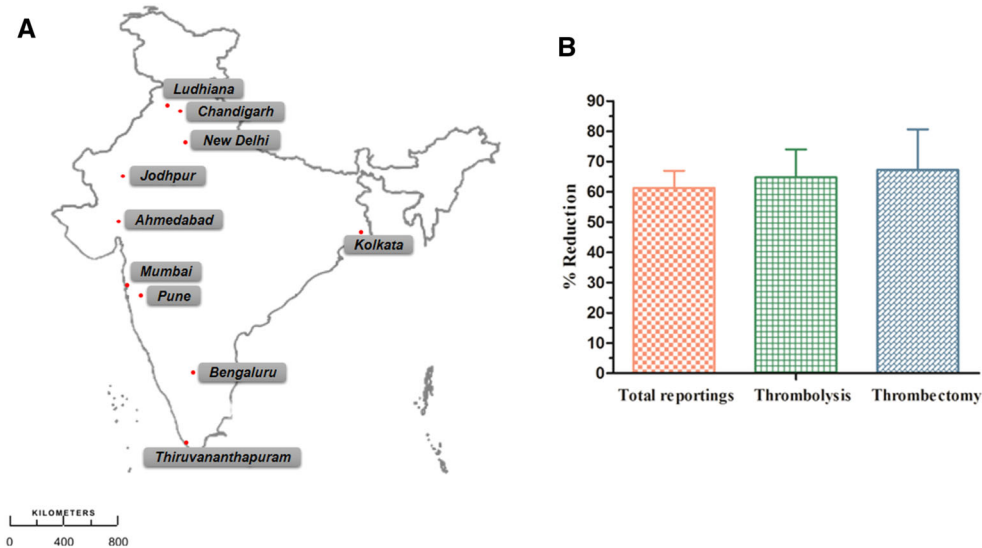 A
Ludhiana
Chandigarh
New Delhi
Jodhpur
Ahmedabad
Kolkata
Mumbai
Pune
Bengaluru
Thiruvananthapuram
KILOMETERS
0 400 800
B
% Reduction
90
80
70
60
50
40
30
20
10
0
Total reportings Thrombolysis Thrombectomy